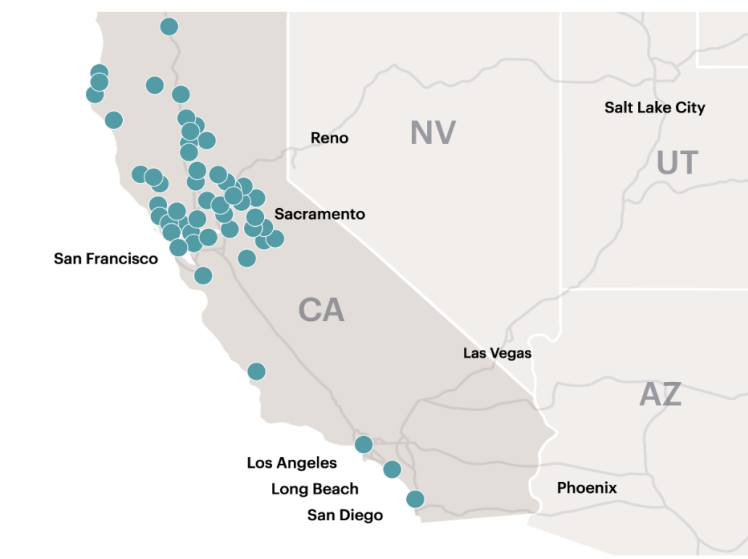 Salt Lake City
NV
Reno
UT
Sacramento
San Francisco
CA
Las Vegas
AZ
Los Angeles
Long Beach
Phoenix
San Diego